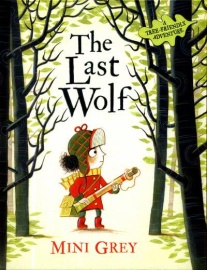 The
Last
Wolf
A
TREE-FRIENDLY
ADVENTURE
MINI GREY